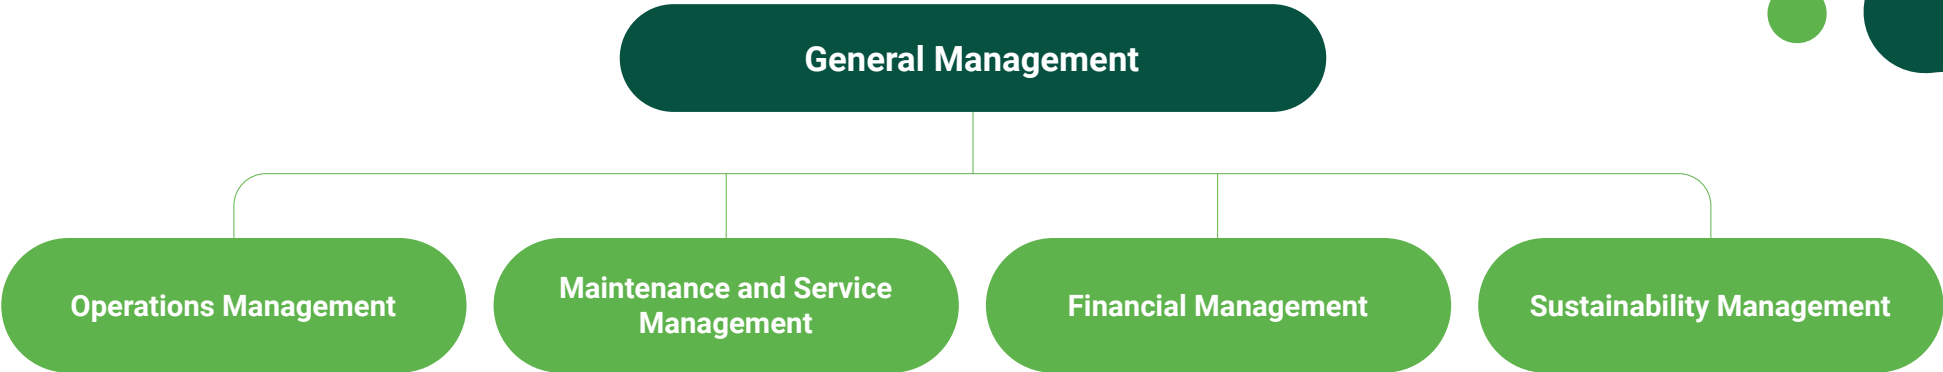 General Management
Operations Management
Maintenance and Service
Management
Financial Management
Sustainability Management